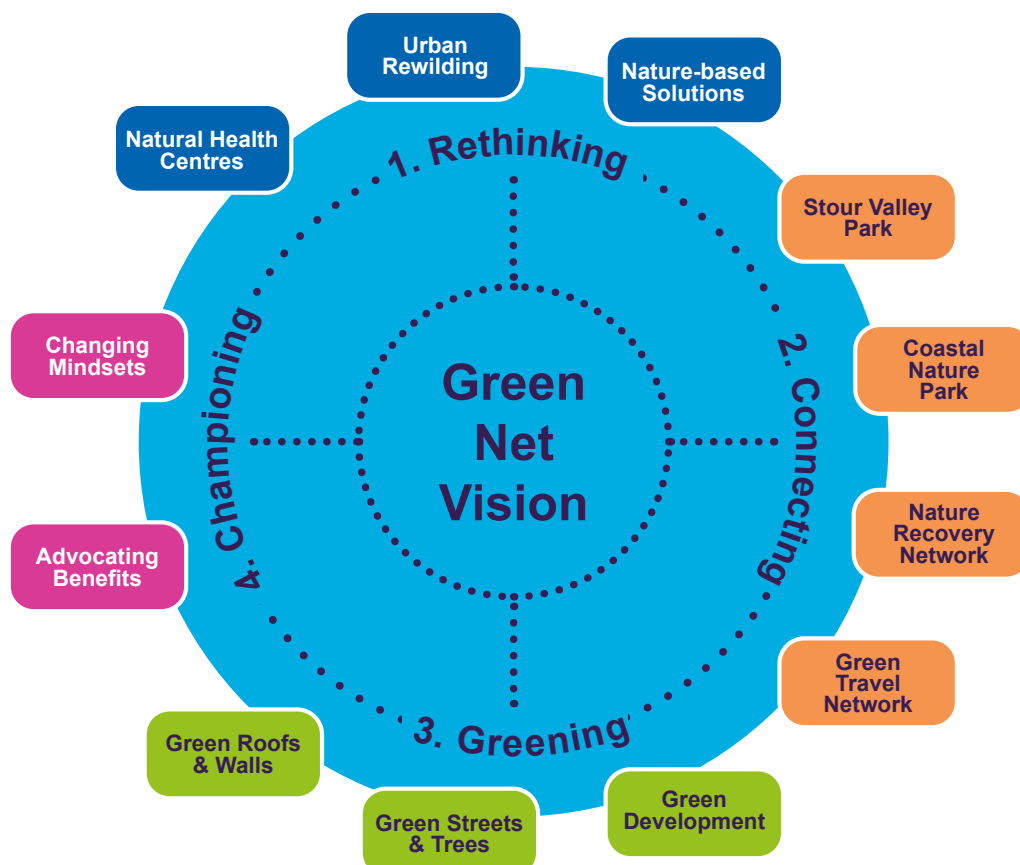 Urban
Rewilding
Nature-based
Solutions
Natural Health
Centres
1. Rethinking
Stour Valley
Park
Changing
Mindsets
Coastal
Nature
Park
4. Championing
Green
Net
Vision
2. Connecting
Advocating
Benefits
Nature
Recovery
Network
Green
Travel
Network
3. Greening
Green Roofs
& Walls
Green Streets
& Trees
Green
Development